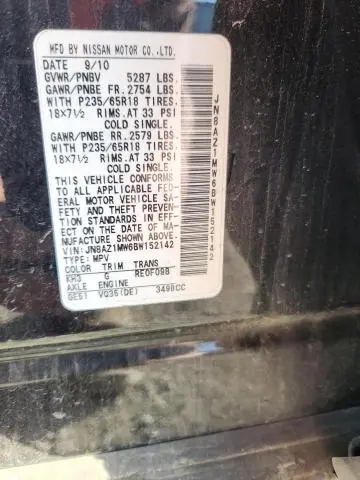 MFD BY NISSAN MOTOR CO.,LTD.
DATE 9/10
GVWR/PNBV 5287 LBS.
GAWR/PNBE FR. 2754 LBS.
WITH P235/65R18 TIRES.
18X7½ RIMS. AT 33 PSI
COLD SINGLE.
GAWR/PNBE RR. 2579 LBS.
WITH P235/65R18 TIRES.
18X7½ RIMS. AT 33 PSI
COLD SINGLE.
THIS VEHICLE CONFORMS
TO ALL APPLICABLE FED-
ERAL MOTOR VEHICLE SA-
FETY AND THEFT PREVENTION
STANDARDS IN EFF-
ECT ON THE DATE OF MA-
NUFACTURE SHOWN ABOVE.
VIN: JN8AZ1MW6BW152142
TYPE: MPV
COLOR TRIM TRANS
KH3 G RE0F09B
AXLE ENGINE
GE51 VQ35(DE) 3498CC
JN8AZ1MW6BW152142